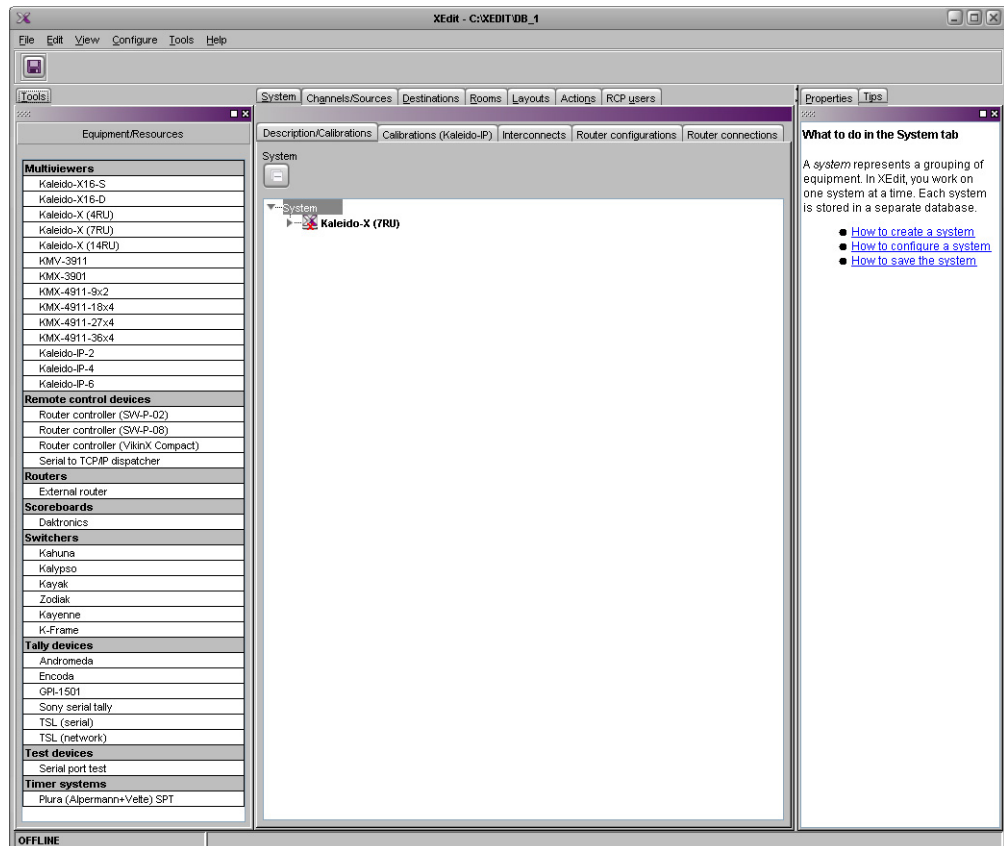 XEdit - C:\XEDIT\DB_1
File Edit View Configure Tools Help
Tools
Equipment/Resources
Multiviewers
Kaleido-X16-S
Kaleido-X16-D
Kaleido-X (4RU)
Kaleido-X (7RU)
Kaleido-X (14RU)
KMV-3911
KMX-3901
KMX-4911-9x2
KMX-4911-18x4
KMX-4911-27x4
KMX-4911-36x4
Kaleido-IP-2
Kaleido-IP-4
Kaleido-IP-6
Remote control devices
Router controller (SW-P-02)
Router controller (SW-P-08)
Router controller (VikinX Compact)
Serial to TCP/IP dispatcher
Routers
External router
Scoreboards
Daktronics
Switchers
Kahuna
Kalypso
Kayak
Zodiak
Kayenne
K-Frame
Tally devices
Andromeda
Encoda
GPI-1501
Sony serial tally
TSL (serial)
TSL (network)
Test devices
Serial port test
Timer systems
Plura (Alpermann+Velte) SPT
System Channels/Sources Destinations Rooms Layouts Actions RCP users
Description/Calibrations Calibrations (Kaleido-IP) Interconnects Router configurations Router connections
System
System
Kaleido-X (7RU)
Properties Tips
What to do in the System tab
A system represents a grouping of
equipment. In XEdit, you work on
one system at a time. Each system
is stored in a separate database.
How to create a system
How to configure a system
How to save the system
OFFLINE